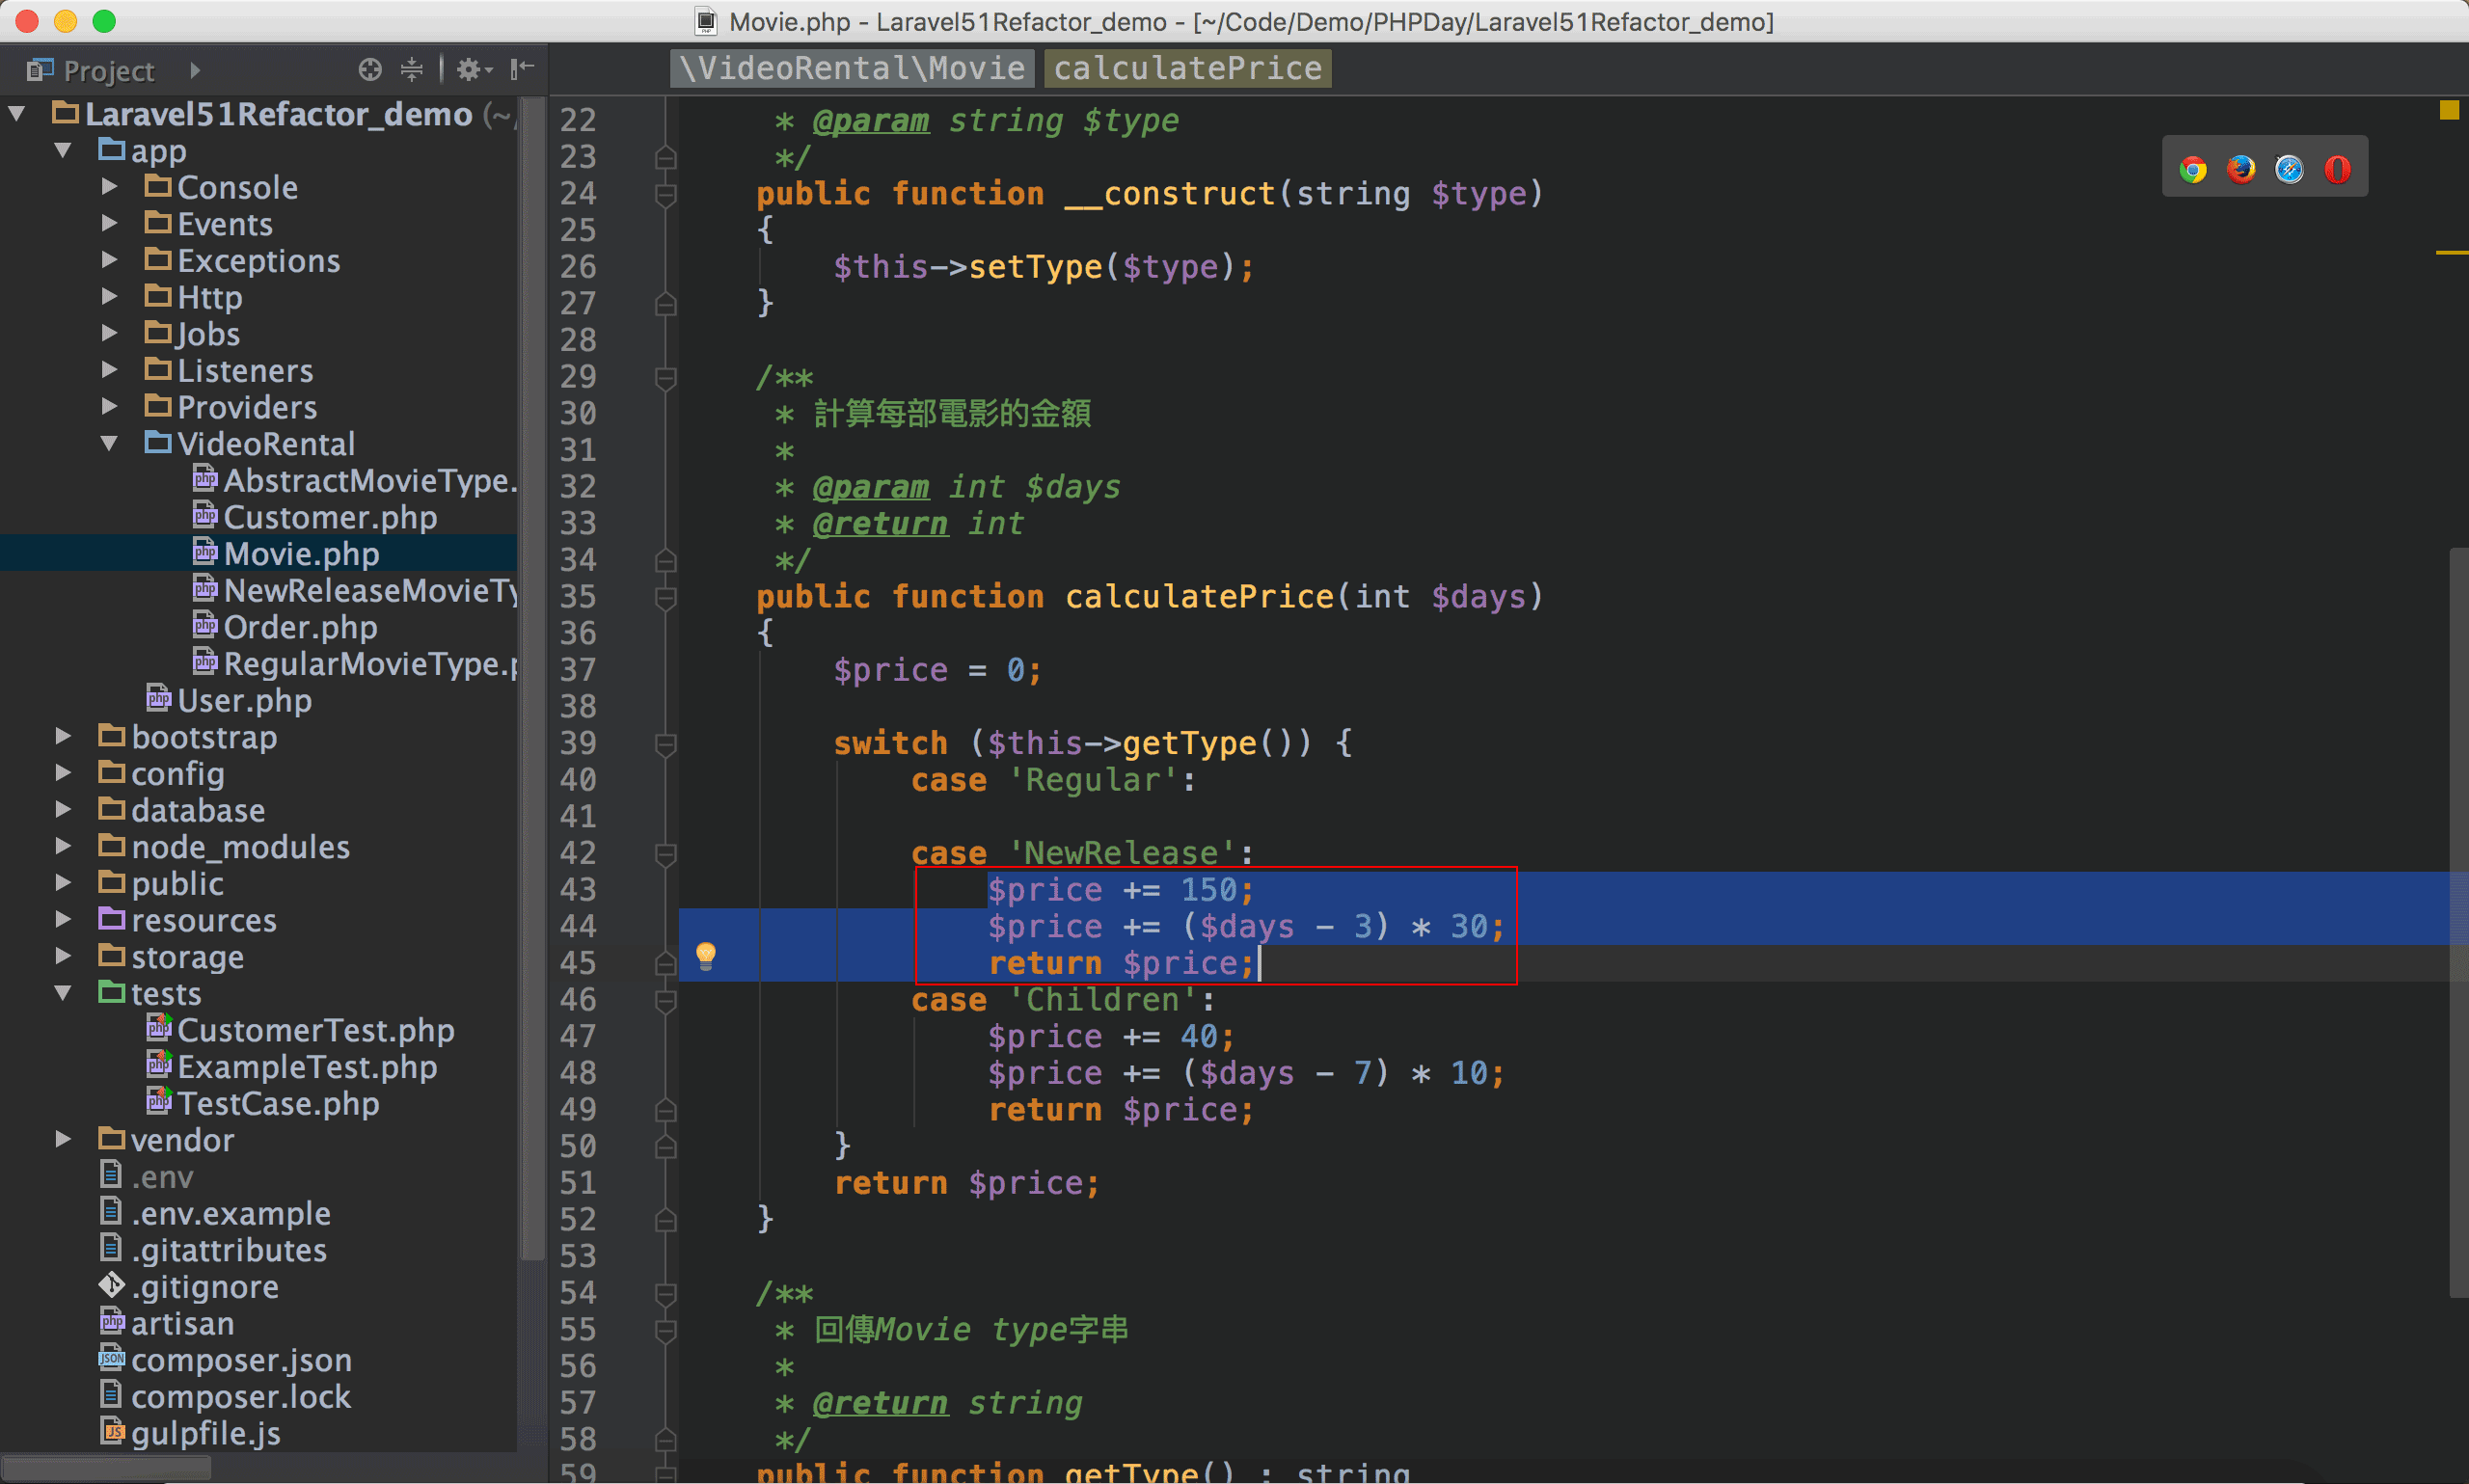 Movie.php - Laravel51Refactor_demo - [~/Code/Demo/PHPDay/Laravel51Refactor_demo]
Project
\VideoRental\Movie calculatePrice
Laravel51Refactor_demo (~/
app
Console
Events
Exceptions
Http
Jobs
Listeners
Providers
VideoRental
AbstractMovieType.
Customer.php
Movie.php
NewReleaseMovieTy
Order.php
RegularMovieType.p
User.php
bootstrap
config
database
node_modules
public
resources
storage
tests
CustomerTest.php
ExampleTest.php
TestCase.php
vendor
.env
.env.example
.gitattributes
.gitignore
artisan
composer.json
composer.lock
gulpfile.js
22 * @param string $type
23 */
24 public function __construct(string $type)
25 {
26 $this->setType($type);
27 }
28
29 /**
30 * 計算每部電影的金額
31 *
32 * @param int $days
33 * @return int
34 */
35 public function calculatePrice(int $days)
36 {
37 $price = 0;
38
39 switch ($this->getType()) {
40 case 'Regular':
41
42 case 'NewRelease':
43 $price += 150;
44 $price += ($days - 3) * 30;
45 return $price;
46 case 'Children':
47 $price += 40;
48 $price += ($days - 7) * 10;
49 return $price;
50 }
51 return $price;
52 }
53
54 /**
55 * 回傳Movie type字串
56 *
57 * @return string
58 */
59 public function getType() : string